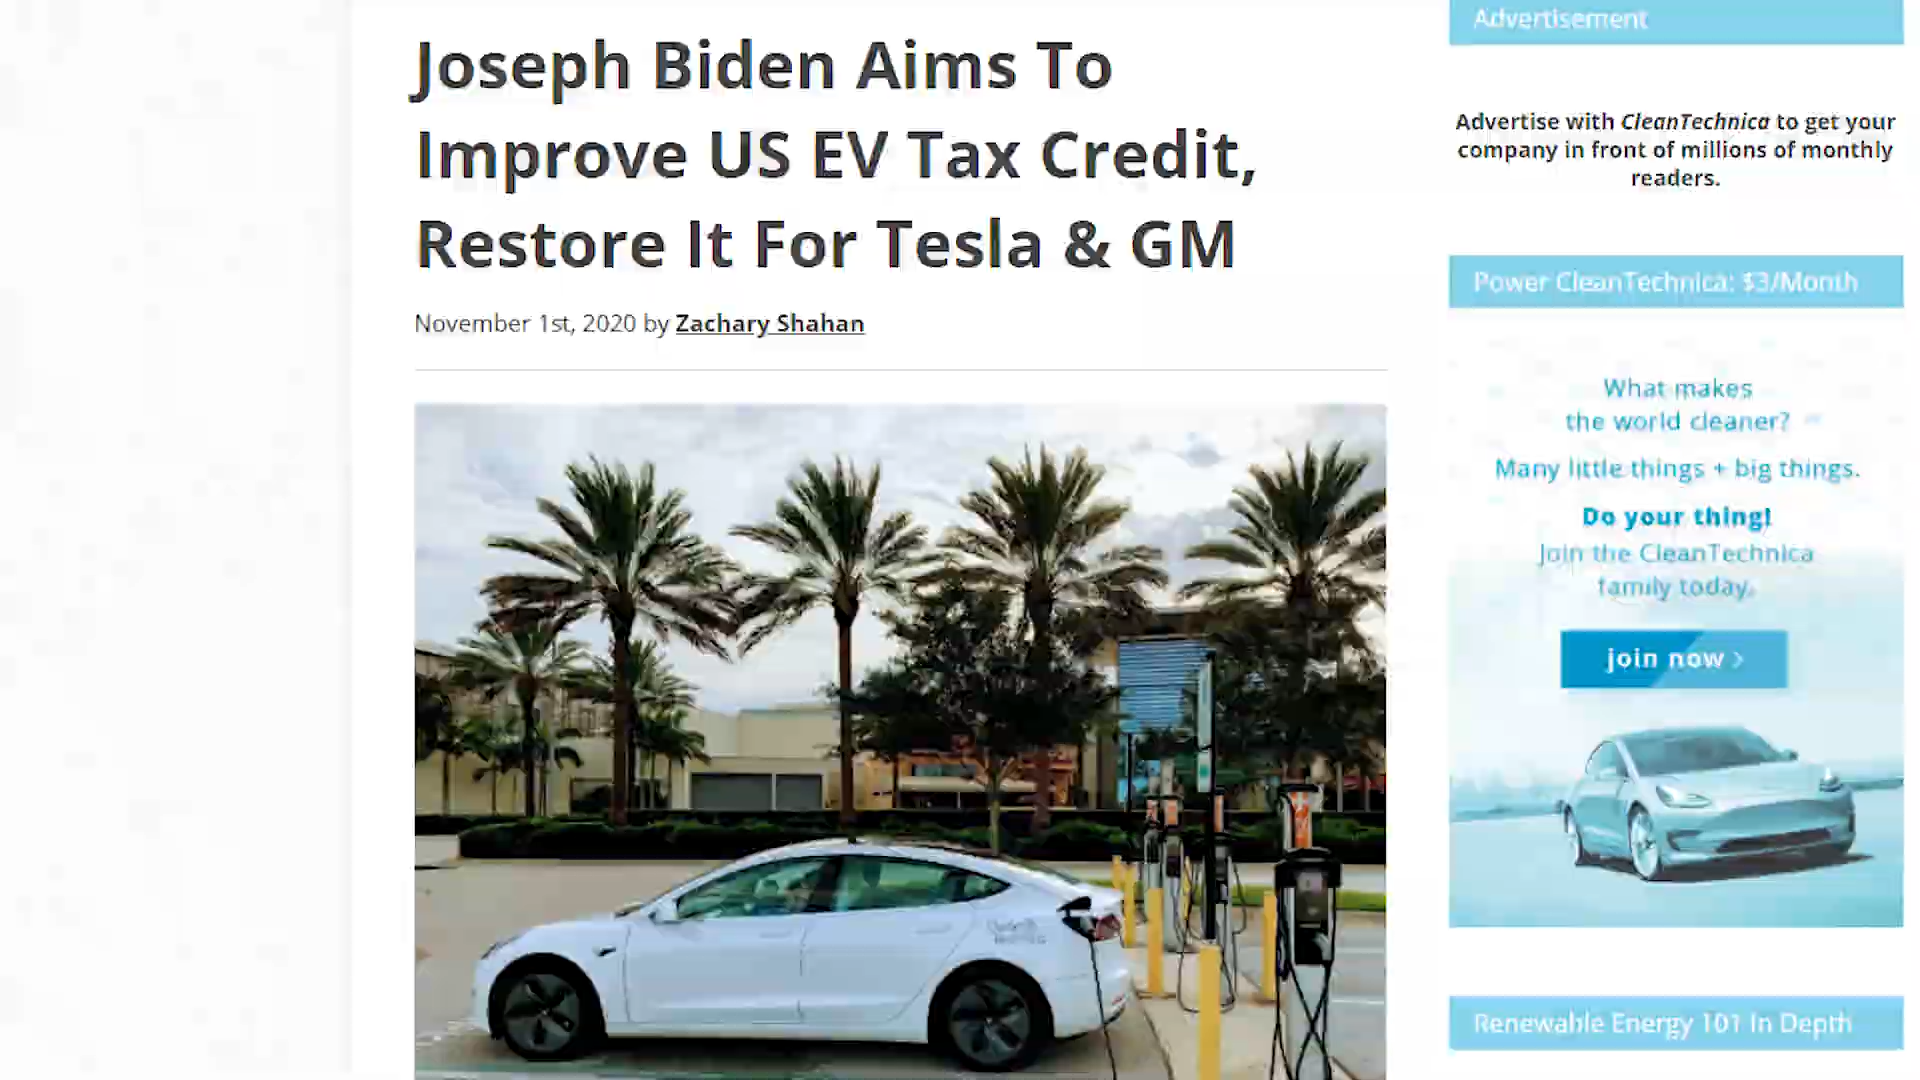 Joseph Biden Aims To
Improve US EV Tax Credit,
Restore It For Tesla & GM
November 1st, 2020 by Zachary Shahan
Advertisement
Advertise with CleanTechnica to get your
company in front of millions of monthly
readers.
Power CleanTechnica: $3/Month
What makes
the world cleaner?
Many little things + big things.
Do your thing!
Join the CleanTechnica
family today.
join now >
Renewable Energy 101 In Depth